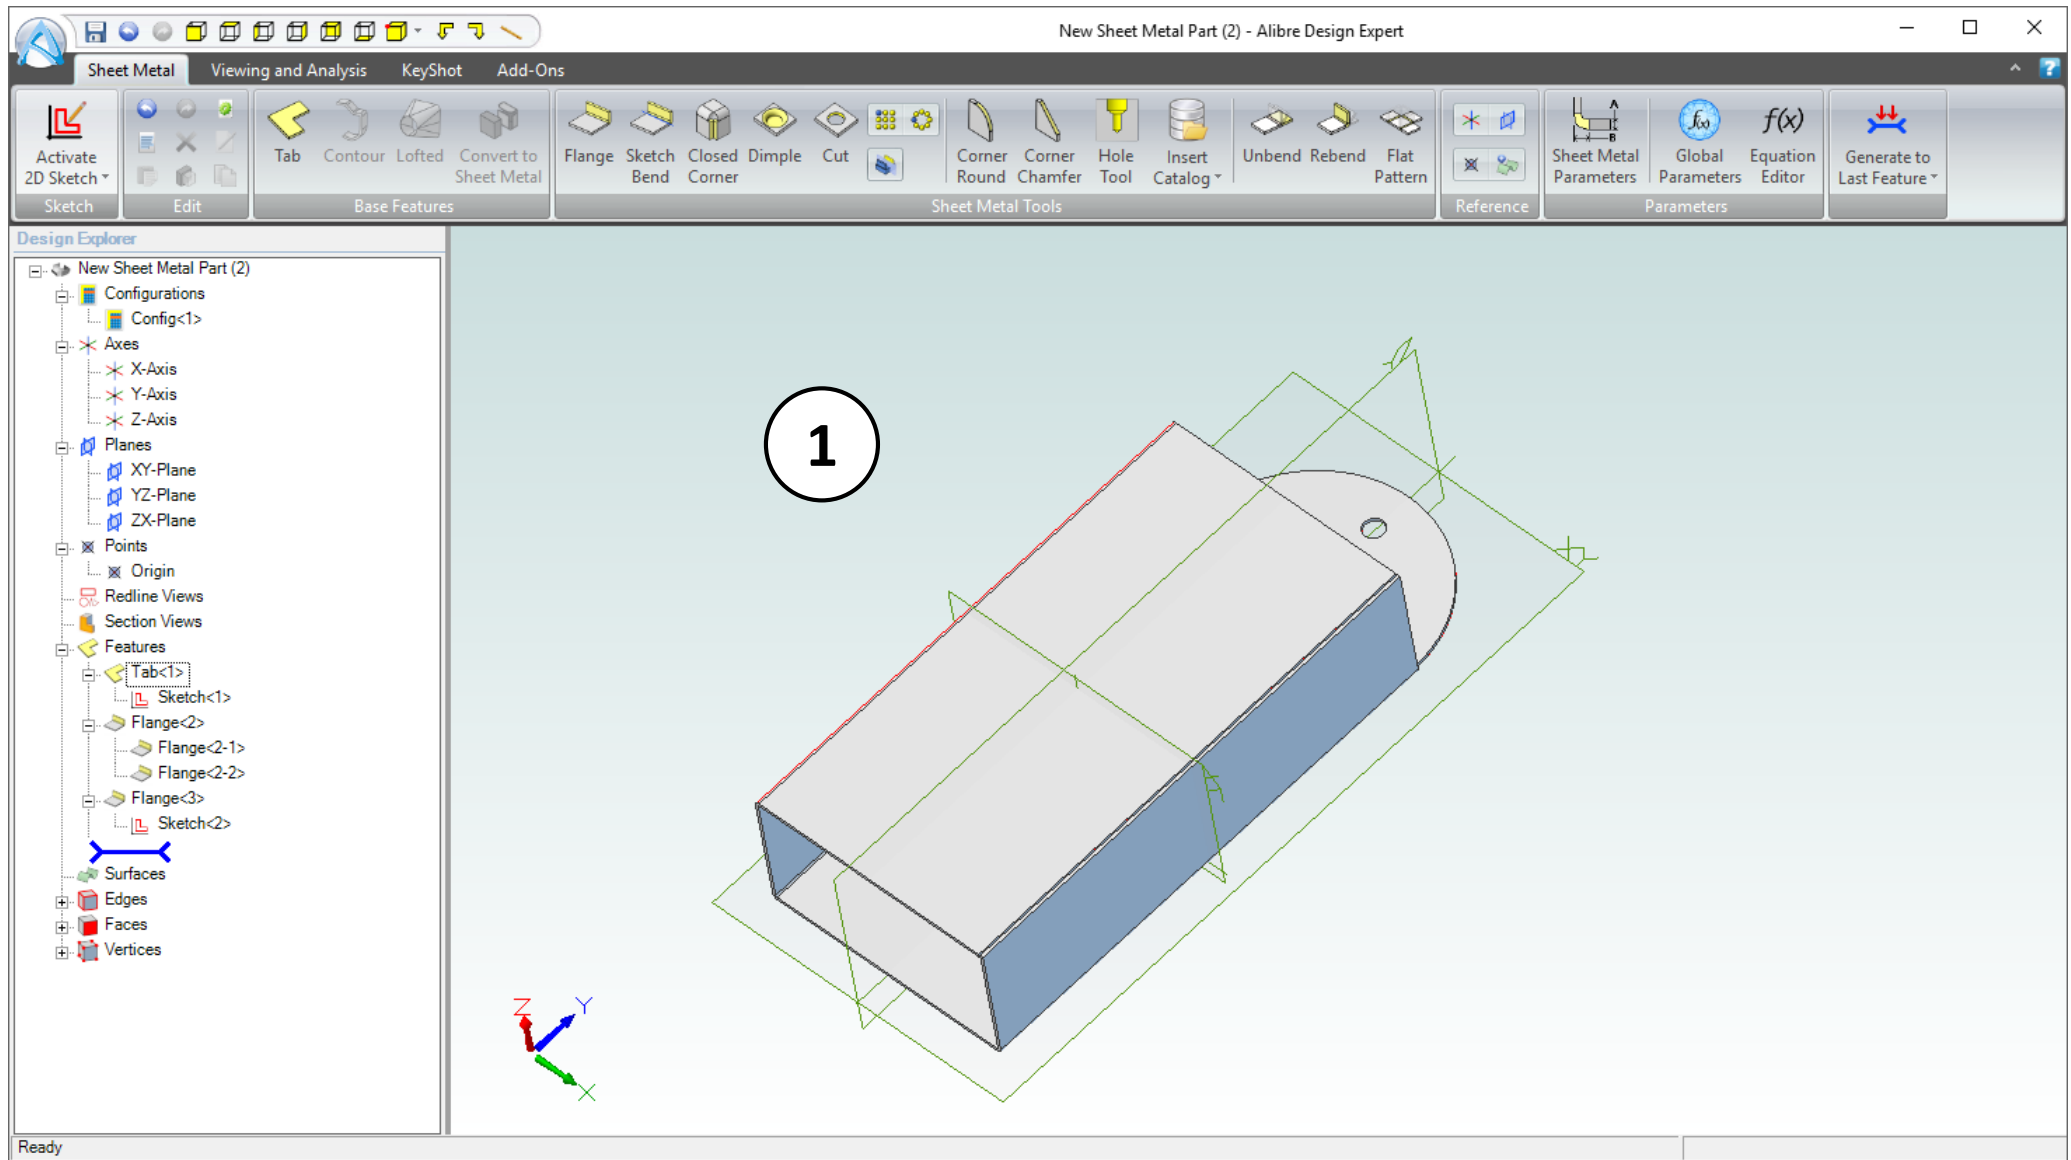 New Sheet Metal Part (2) - Alibre Design Expert
Sheet Metal
Viewing and Analysis
KeyShot
Add-Ons
Activate
2D Sketch
Sketch
Edit
Tab
Contour
Lofted
Convert to
Sheet Metal
Base Features
Flange
Sketch
Bend
Closed
Corner
Dimple
Cut
Corner
Round
Corner
Chamfer
Hole
Tool
Insert
Catalog
Unbend
Rebend
Flat
Pattern
Sheet Metal Tools
Reference
A
B
Sheet Metal
Parameters
f(x)
Global
Parameters
f(x)
Equation
Editor
Parameters
Generate to
Last Feature
Design Explorer
New Sheet Metal Part (2)
Configurations
Config<1>
Axes
X-Axis
Y-Axis
Z-Axis
Planes
XY-Plane
YZ-Plane
ZX-Plane
Points
Origin
Redline Views
Section Views
Features
Tab<1>
Sketch<1>
Flange<2>
Flange<2-1>
Flange<2-2>
Flange<3>
Sketch<2>
Surfaces
Edges
Faces
Vertices
1
Z
Y
X
Ready